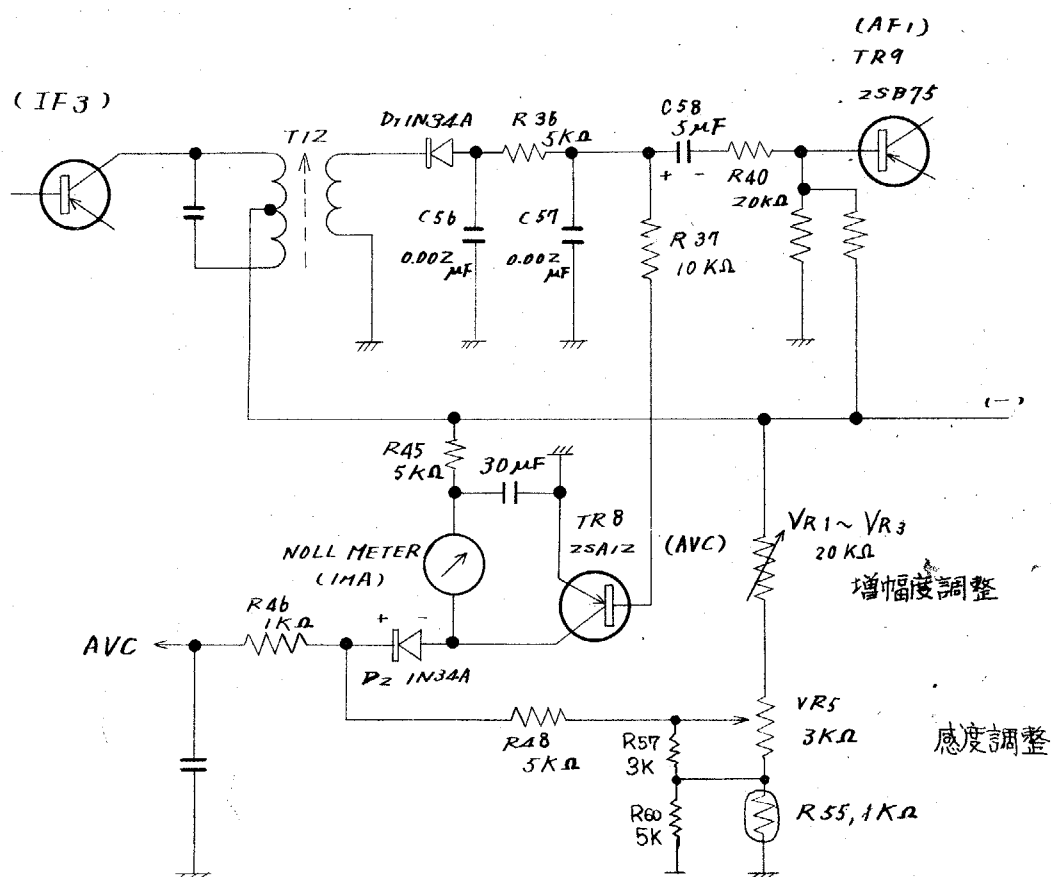 (IF3)
T12
D1 1N34A
R36
5KΩ
C56
0.002
μF
C57
0.002
μF
C58
5μF
+ -
R40
20KΩ
R37
10KΩ
(AF1)
TR9
2SB75
(-)
R45
5KΩ
30μF
NOLL METER
(1MA)
TR8
2SA12
(AVC)
VR1~VR3
20KΩ
増幅度調整
R46
1KΩ
AVC
+ -
D2 1N34A
R48
5KΩ
R57
3K
VR5
3KΩ
感度調整
R60
5K
R55, 1KΩ